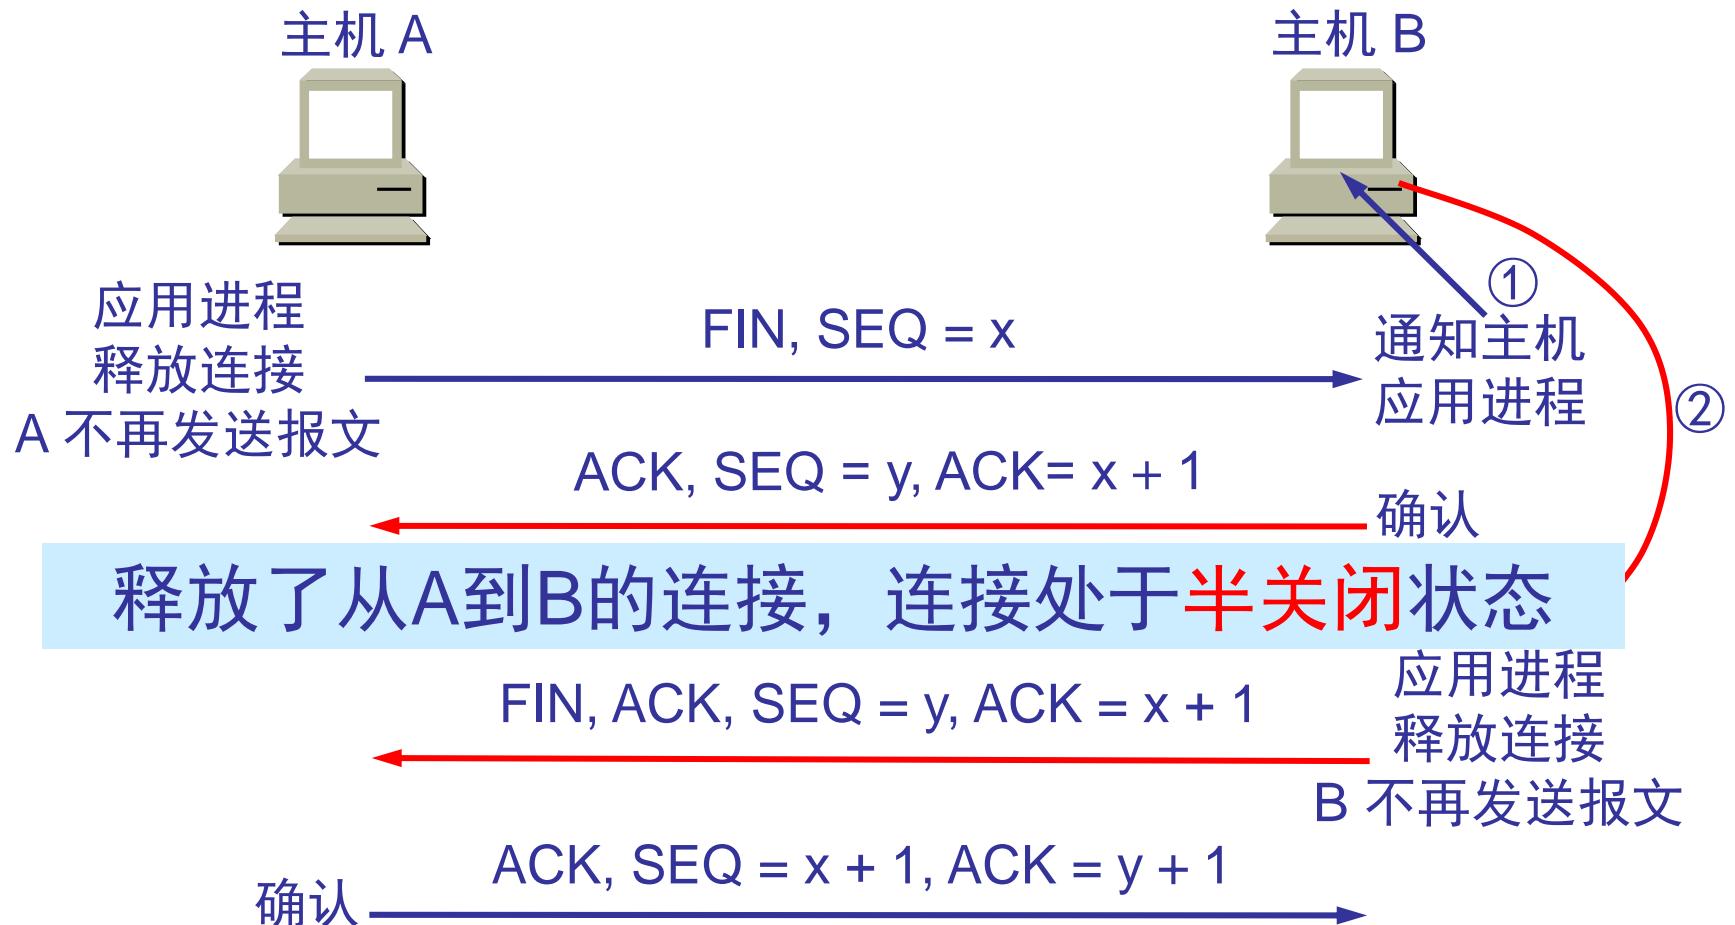 主机 A
主机 B
①
应用进程
释放连接
A 不再发送报文
FIN, SEQ = x
通知主机
应用进程
②
ACK, SEQ = y, ACK= x + 1
确认
释放了从A到B的连接，连接处于半关闭状态
FIN, ACK, SEQ = y, ACK = x + 1
应用进程
释放连接
B 不再发送报文
ACK, SEQ = x + 1, ACK = y + 1
确认